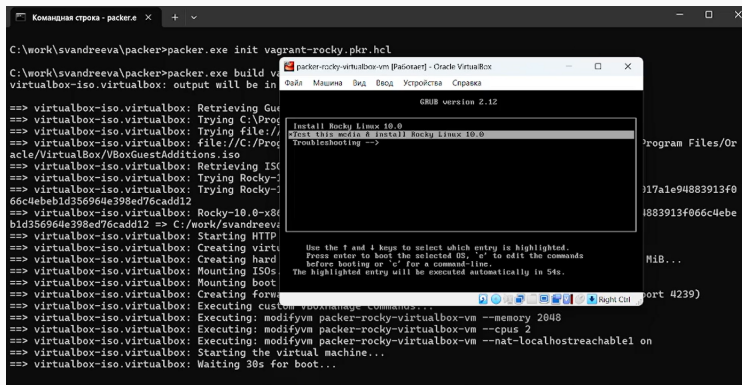 Командная строка - packer.e
C:\work\svandreeva\packer>packer.exe init vagrant-rocky.pkr.hcl
C:\work\svandreeva\packer>packer.exe build va
virtualbox-iso.virtualbox: output will be in
==> virtualbox-iso.virtualbox: Retrieving Gue
==> virtualbox-iso.virtualbox: Trying C:\Prog
==> virtualbox-iso.virtualbox: Trying file:/
==> virtualbox-iso.virtualbox: file://C:/Prog
Program Files/Or
acle/VirtualBox/VBoxGuestAdditions.iso
==> virtualbox-iso.virtualbox: Retrieving ISO
==> virtualbox-iso.virtualbox: Trying Rocky-1
==> virtualbox-iso.virtualbox: Trying Rocky-1
017a1e94883913f0
66c4ebeb1d356964e398ed76cadd12
==> virtualbox-iso.virtualbox: Rocky-10.0-x86
4883913f066c4ebe
b1d356964e398ed76cadd12 => C:/work/svandreeva
==> virtualbox-iso.virtualbox: Starting HTTP
==> virtualbox-iso.virtualbox: Creating virtu
==> virtualbox-iso.virtualbox: Creating hard
MiB...
==> virtualbox-iso.virtualbox: Mounting ISOs.
==> virtualbox-iso.virtualbox: Mounting boot
==> virtualbox-iso.virtualbox: Creating forwa
port 4239)
==> virtualbox-iso.virtualbox: Executing custom VBoxManage commands...
==> virtualbox-iso.virtualbox: Executing: modifyvm packer-rocky-virtualbox-vm --memory 2048
==> virtualbox-iso.virtualbox: Executing: modifyvm packer-rocky-virtualbox-vm --cpus 2
==> virtualbox-iso.virtualbox: Executing: modifyvm packer-rocky-virtualbox-vm --nat-localhostreachable1 on
==> virtualbox-iso.virtualbox: Starting the virtual machine...
==> virtualbox-iso.virtualbox: Waiting 30s for boot...
packer-rocky-virtualbox-vm [Работает] - Oracle VirtualBox
Файл Машина Вид Ввод Устройства Справка
GRUB version 2.12
Install Rocky Linux 10.0
*Test this media & install Rocky Linux 10.0
Troubleshooting -->
Use the ↑ and ↓ keys to select which entry is highlighted.
Press enter to boot the selected OS, `e' to edit the commands
before booting or `c' for a command-line.
The highlighted entry will be executed automatically in 54s.
Right Ctrl